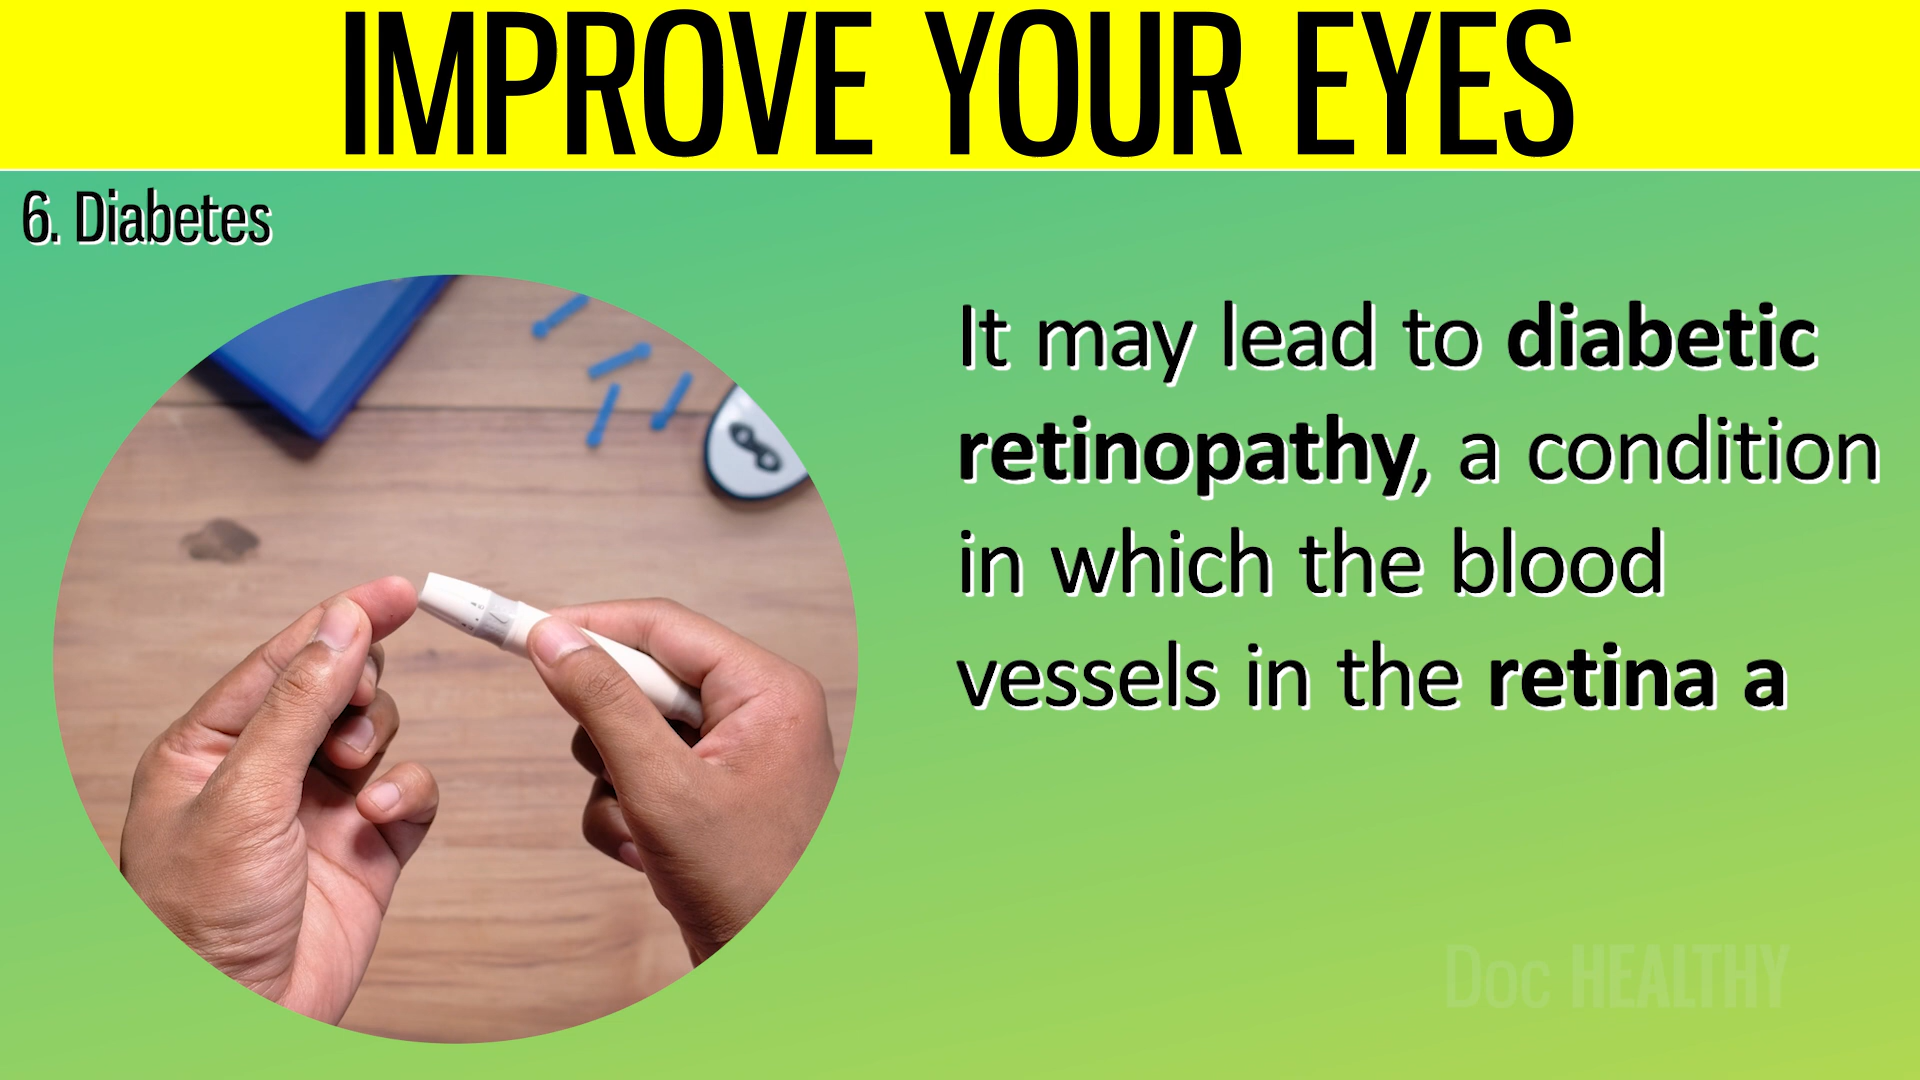 IMPROVE YOUR EYES
6. Diabetes
It may lead to diabetic
retinopathy, a condition
in which the blood
vessels in the retina a
Doc HEALTHY